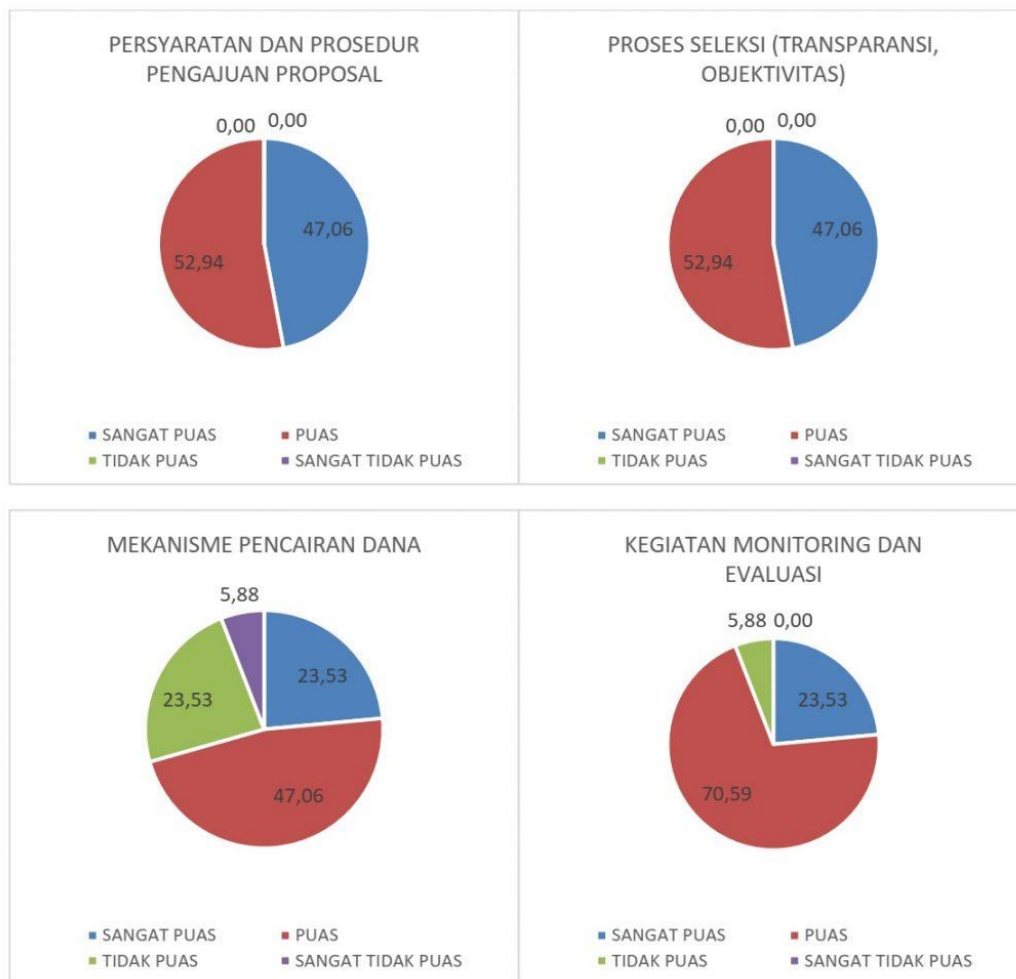 PERSYARATAN DAN PROSEDUR
PENGAJUAN PROPOSAL
0,00 0,00
47,06
52,94
SANGAT PUAS PUAS
TIDAK PUAS SANGAT TIDAK PUAS
PROSES SELEKSI (TRANSPARANSI,
OBJEKTIVITAS)
0,00 0,00
47,06
52,94
SANGAT PUAS PUAS
TIDAK PUAS SANGAT TIDAK PUAS
MEKANISME PENCAIRAN DANA
5,88
23,53
23,53
47,06
SANGAT PUAS PUAS
TIDAK PUAS SANGAT TIDAK PUAS
KEGIATAN MONITORING DAN
EVALUASI
5,88 0,00
23,53
70,59
SANGAT PUAS PUAS
TIDAK PUAS SANGAT TIDAK PUAS